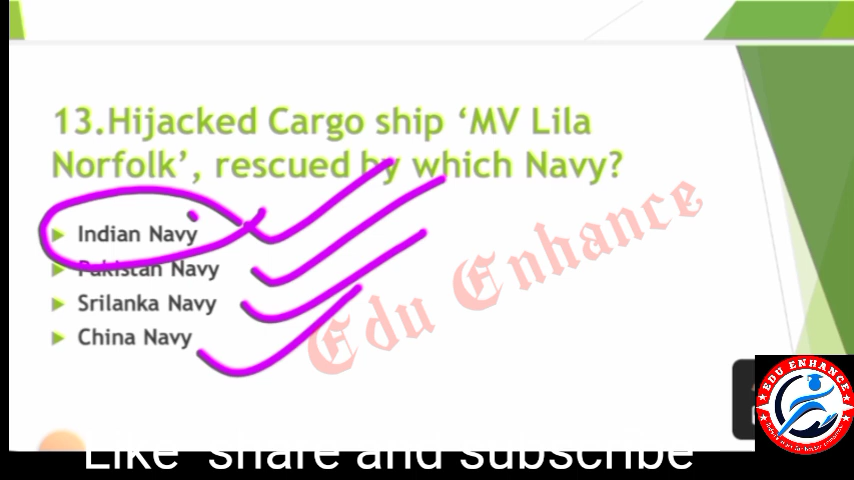 13.Hijacked Cargo ship ‘MV Lila
Norfolk’, rescued by which Navy?
Indian Navy
Pakistan Navy
Srilanka Navy
China Navy
Edu Enhance
EDU ENHANCE
Like share and subscribe